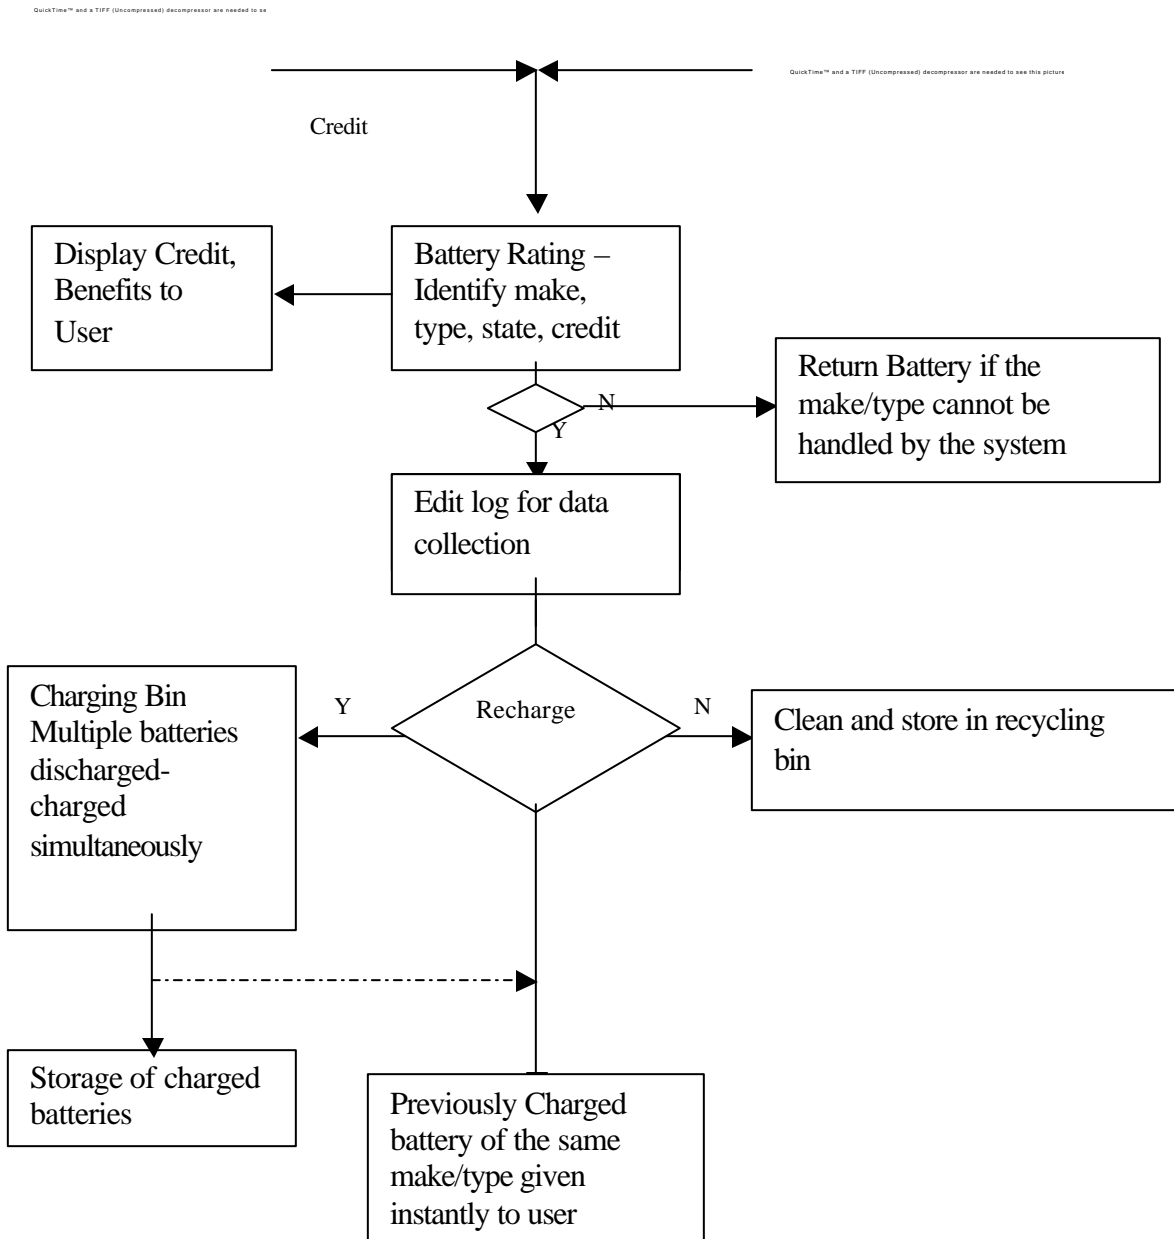 QuickTime™ and a TIFF (Uncompressed) decompressor are needed to se
QuickTime™ and a TIFF (Uncompressed) decompressor are needed to see this picture
Credit
Display Credit,
Benefits to
User
Battery Rating –
Identify make,
type, state, credit
Return Battery if the
make/type cannot be
handled by the system
N
Y
Edit log for data
collection
Charging Bin
Multiple batteries
discharged-
charged
simultaneously
Y
Recharge
N
Clean and store in recycling
bin
Storage of charged
batteries
Previously Charged
battery of the same
make/type given
instantly to user